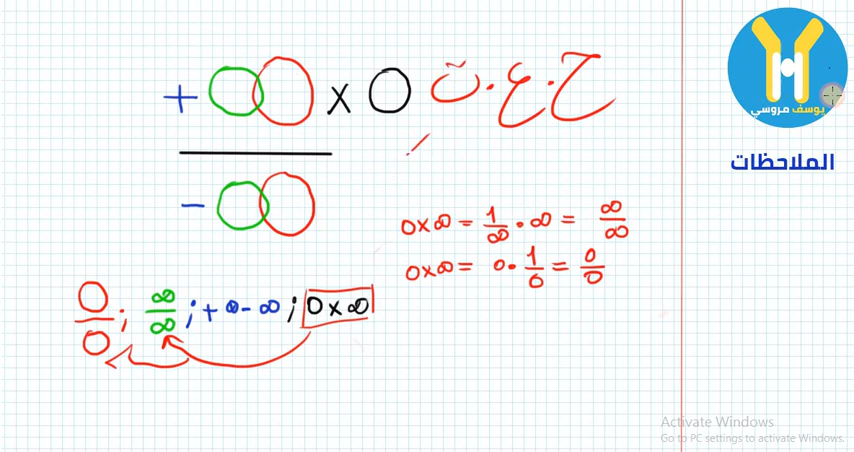 +∞ × 0 ح.ع.ت
-∞
يوسف مروسي
الملاحظات
0×∞ = 1/∞ · ∞ = ∞/∞
0×∞ = 0 · 1/0 = 0/0
0/0 ; ∞/∞ ; +∞-∞ ; 0×∞
Activate Windows
Go to PC settings to activate Windows.